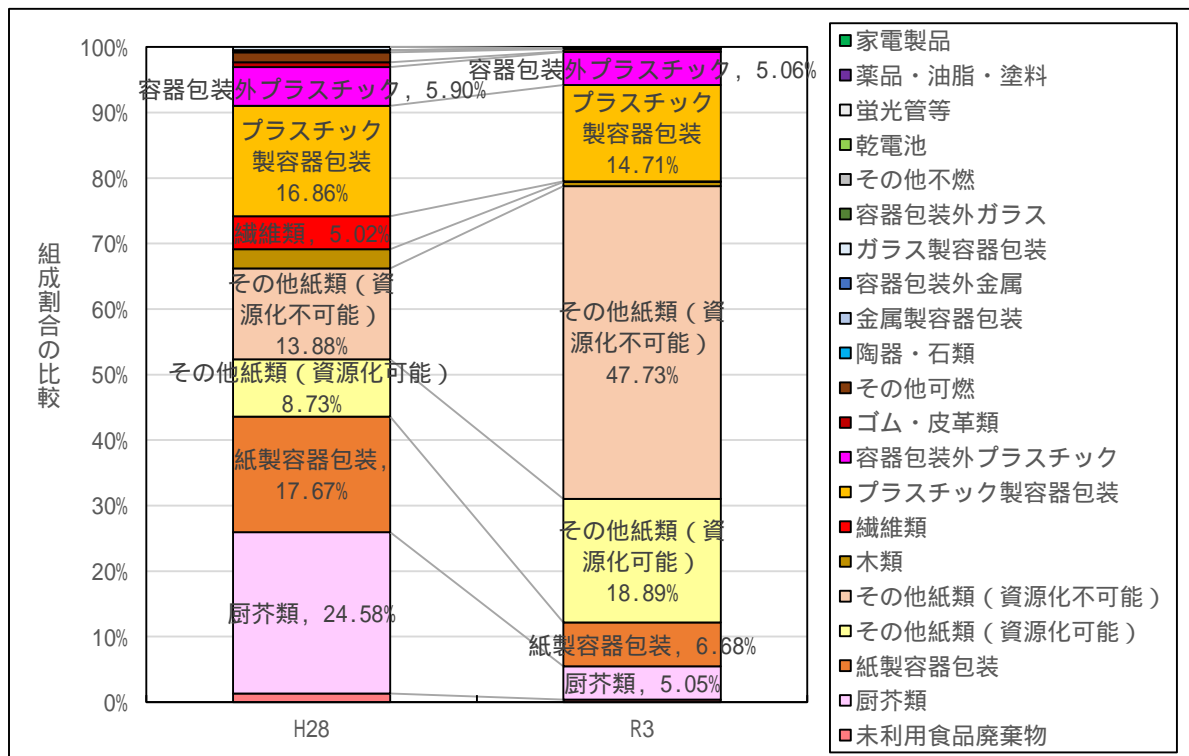 組成割合の比較
100%
90%
80%
70%
60%
50%
40%
30%
20%
10%
0%
容器包装外プラスチック, 5.90%
プラスチック
製容器包装
16.86%
繊維類, 5.02%
その他紙類（資
源化不可能）
13.88%
その他紙類（資源化可能）
8.73%
紙製容器包装,
17.67%
厨芥類, 24.58%
容器包装外プラスチック, 5.06%
プラスチック
製容器包装
14.71%
その他紙類（資
源化不可能）
47.73%
その他紙類（資
源化可能）
18.89%
紙製容器包装, 6.68%
厨芥類, 5.05%
H28
R3
家電製品
薬品・油脂・塗料
蛍光管等
乾電池
その他不燃
容器包装外ガラス
ガラス製容器包装
容器包装外金属
金属製容器包装
陶器・石類
その他可燃
ゴム・皮革類
容器包装外プラスチック
プラスチック製容器包装
繊維類
木類
その他紙類（資源化不可能）
その他紙類（資源化可能）
紙製容器包装
厨芥類
未利用食品廃棄物